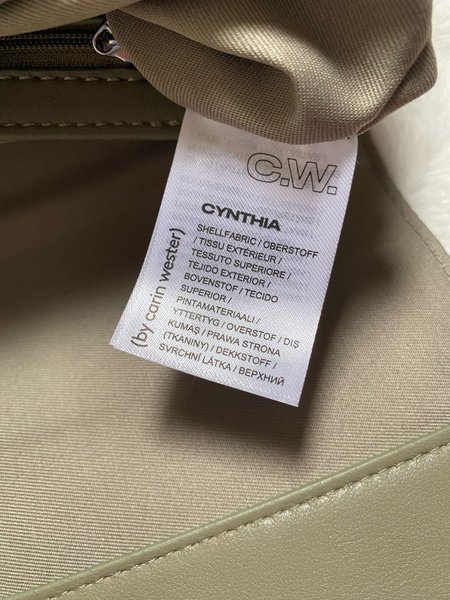 C.W.
CYNTHIA
SHELLFABRIC / OBERSTOFF
/ TISSU EXTÉRIEUR /
TESSUTO SUPERIORE /
TEJIDO EXTERIOR /
BOVENSTOF / TECIDO
SUPERIOR /
PINTAMATERIAALI /
YTTERTYG / OVERSTOF / DIŞ
KUMAŞ / PRAWA STRONA
(TKANINY) / DEKKSTOFF /
SVRCHNÍ LÁTKA / ВЕРХНИЙ
(by carin wester)